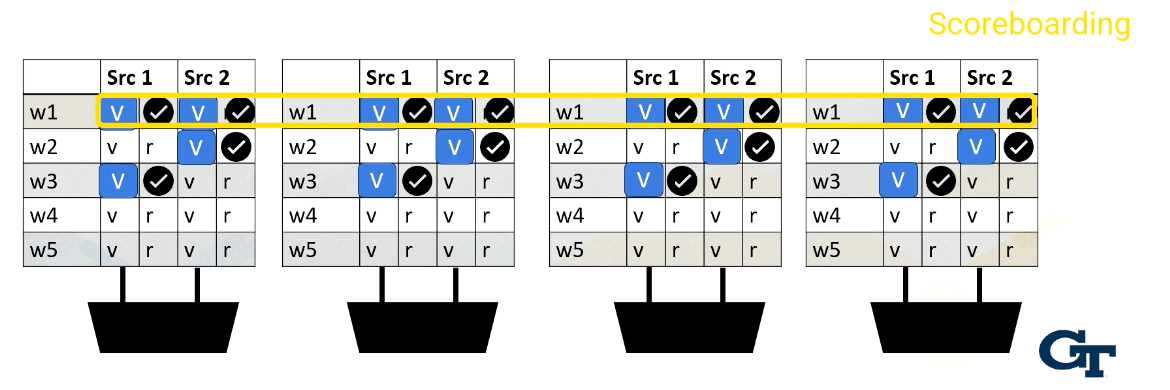 Scoreboarding
Src 1 Src 2 Src 1 Src 2 Src 1 Src 2 Src 1 Src 2
w1 V V w1 V V w1 V V w1 V V
w2 v r V w2 v r V w2 v r V w2 v r V
w3 V v r w3 V v r w3 V v r w3 V v r
w4 v r v r w4 v r v r w4 v r v r w4 v r v r
w5 v r v r w5 v r v r w5 v r v r w5 v r v r
GT